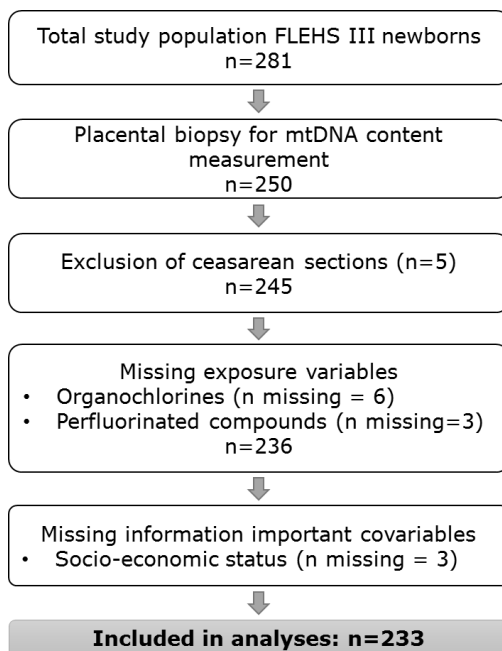 Total study population FLEHS III newborns
n=281
Placental biopsy for mtDNA content
measurement
n=250
Exclusion of ceasarean sections (n=5)
n=245
Missing exposure variables
• Organochlorines (n missing = 6)
• Perfluorinated compounds (n missing=3)
n=236
Missing information important covariables
• Socio-economic status (n missing = 3)
Included in analyses: n=233